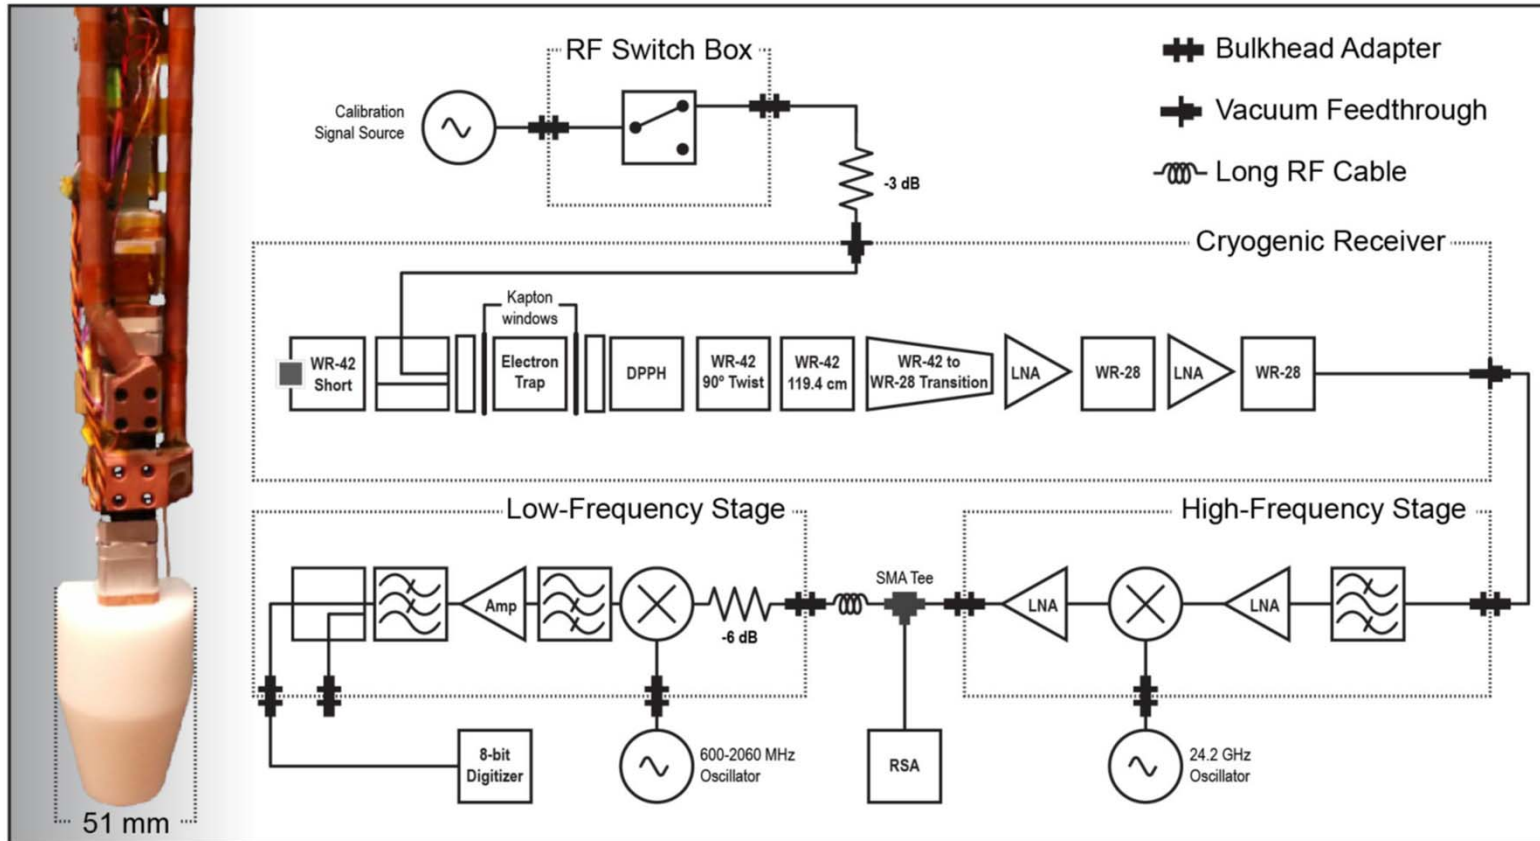 RF Switch Box
Bulkhead Adapter
Vacuum Feedthrough
Long RF Cable
Calibration
Signal Source
-3 dB
Cryogenic Receiver
Kapton
windows
WR-42
Short
Electron
Trap
DPPH
WR-42
90º Twist
WR-42
119.4 cm
WR-42 to
WR-28 Transition
LNA
WR-28
LNA
WR-28
Low-Frequency Stage
High-Frequency Stage
Amp
-6 dB
SMA Tee
LNA
LNA
8-bit
Digitizer
600-2060 MHz
Oscillator
RSA
24.2 GHz
Oscillator
51 mm